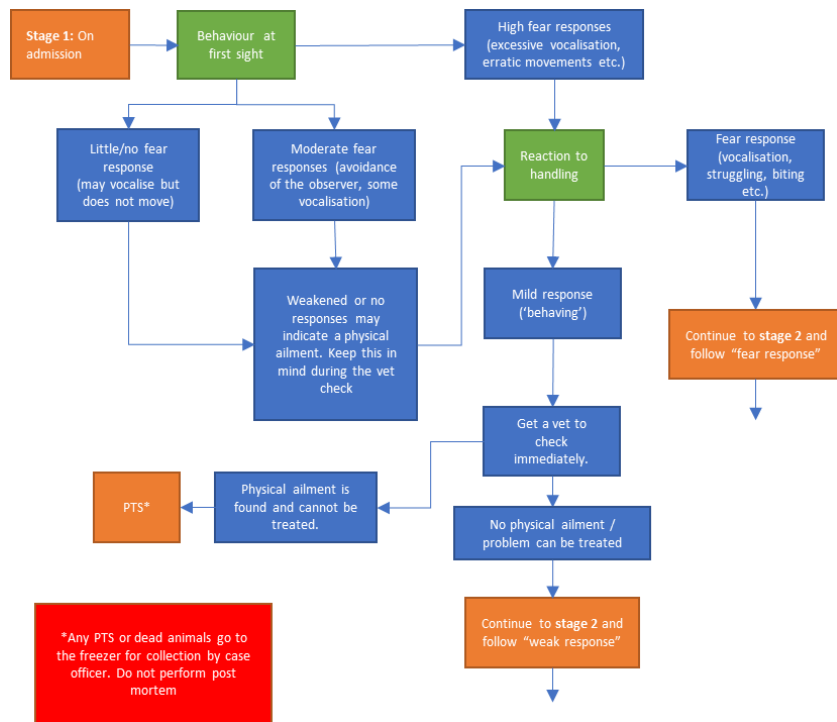 Stage 1: On
admission
Behaviour at
first sight
High fear responses
(excessive vocalisation,
erratic movements etc.)
Little/no fear
response
(may vocalise but
does not move)
Moderate fear
responses (avoidance
of the observer, some
vocalisation)
Reaction to
handling
Fear response
(vocalisation,
struggling, biting
etc.)
Weakened or no
responses may
indicate a physical
ailment. Keep this in
mind during the vet
check
Mild response
(‘behaving’)
Continue to stage 2 and
follow “fear response”
Get a vet to
check
immediately.
PTS*
Physical ailment is
found and cannot be
treated.
No physical ailment /
problem can be treated
*Any PTS or dead animals go to
the freezer for collection by case
officer. Do not perform post
mortem
Continue to stage 2 and
follow “weak response”